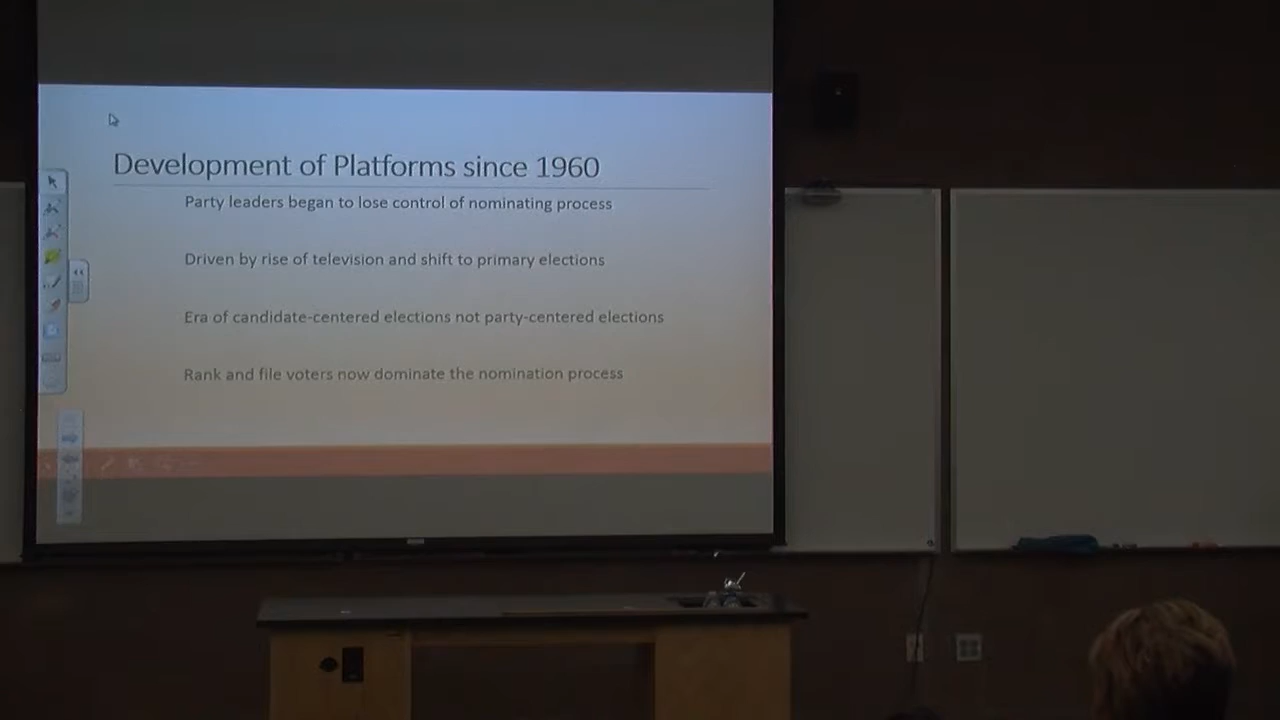 Development of Platforms since 1960
Party leaders began to lose control of nominating process
Driven by rise of television and shift to primary elections
Era of candidate-centered elections not party-centered elections
Rank and file voters now dominate the nomination process